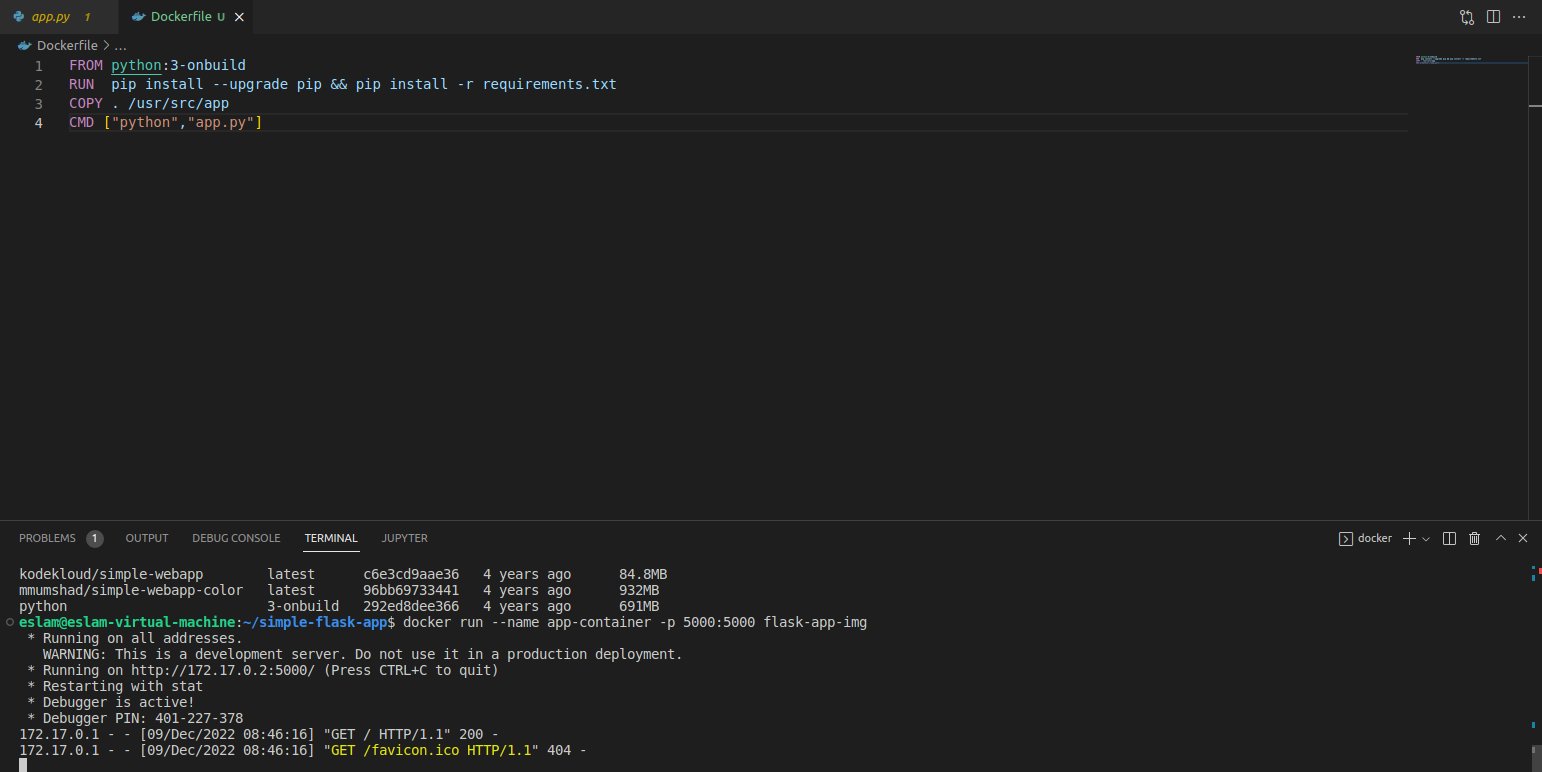 app.py 1 Dockerfile U
Dockerfile > ...
1 FROM python:3-onbuild
2 RUN  pip install --upgrade pip && pip install -r requirements.txt
3 COPY . /usr/src/app
4 CMD ["python","app.py"]
PROBLEMS 1 OUTPUT DEBUG CONSOLE TERMINAL JUPYTER docker
kodekloud/simple-webapp        latest      c6e3cd9aae36   4 years ago      84.8MB
mmumshad/simple-webapp-color   latest      96bb69733441   4 years ago      932MB
python                         3-onbuild   292ed8dee366   4 years ago      691MB
eslam@eslam-virtual-machine:~/simple-flask-app$ docker run --name app-container -p 5000:5000 flask-app-img
 * Running on all addresses.
   WARNING: This is a development server. Do not use it in a production deployment.
 * Running on http://172.17.0.2:5000/ (Press CTRL+C to quit)
 * Restarting with stat
 * Debugger is active!
 * Debugger PIN: 401-227-378
172.17.0.1 - - [09/Dec/2022 08:46:16] "GET / HTTP/1.1" 200 -
172.17.0.1 - - [09/Dec/2022 08:46:16] "GET /favicon.ico HTTP/1.1" 404 -